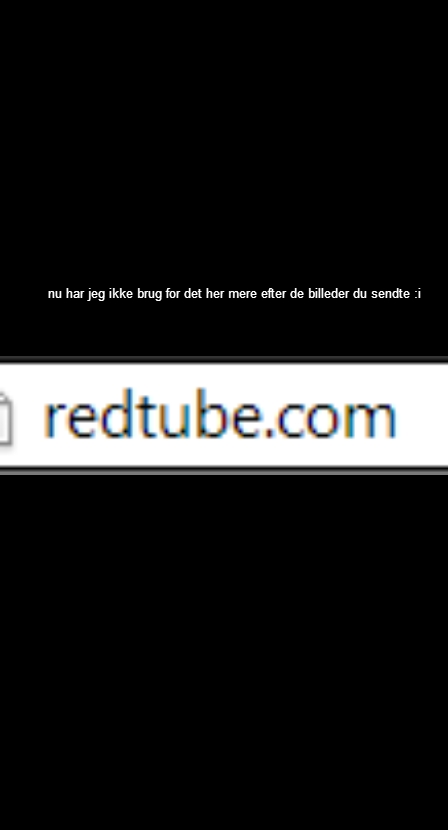 nu har jeg ikke brug for det her mere efter de billeder du sendte :i
redtube.com